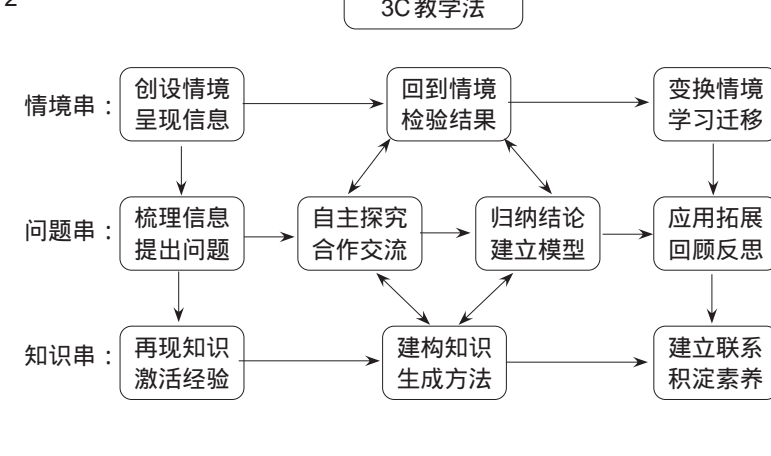 2
3C教学法
情境串：
创设情境
呈现信息
回到情境
检验结果
变换情境
学习迁移
问题串：
梳理信息
提出问题
自主探究
合作交流
归纳结论
建立模型
应用拓展
回顾反思
知识串：
再现知识
激活经验
建构知识
生成方法
建立联系
积淀素养